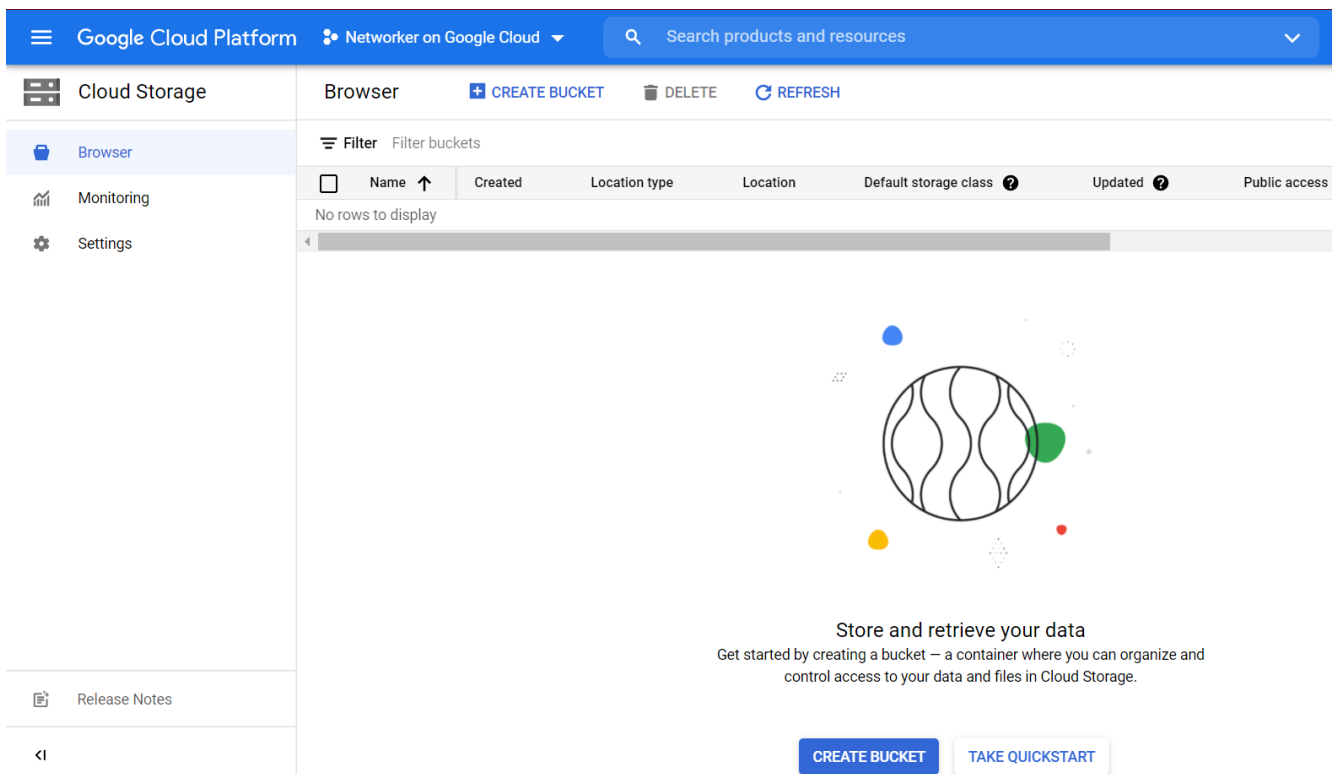 Google Cloud Platform Networker on Google Cloud Search products and resources
Cloud Storage
Browser CREATE BUCKET DELETE REFRESH
Browser
Monitoring
Settings
Filter Filter buckets
Name Created Location type Location Default storage class Updated Public access
No rows to display
Store and retrieve your data
Get started by creating a bucket — a container where you can organize and
control access to your data and files in Cloud Storage.
CREATE BUCKET TAKE QUICKSTART
Release Notes